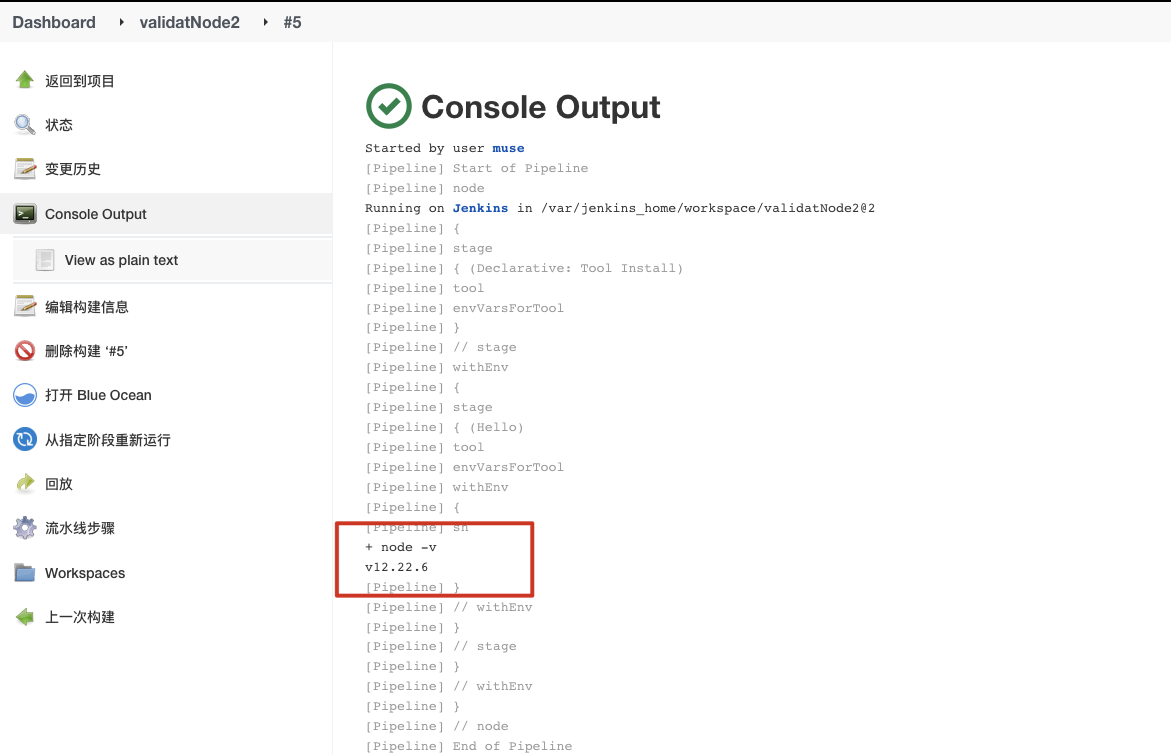 Dashboard validatNode2 #5
返回到项目
状态
变更历史
Console Output
View as plain text
编辑构建信息
删除构建 ‘#5’
打开 Blue Ocean
从指定阶段重新运行
回放
流水线步骤
Workspaces
上一次构建
Console Output
Started by user muse
[Pipeline] Start of Pipeline
[Pipeline] node
Running on Jenkins in /var/jenkins_home/workspace/validatNode2@2
[Pipeline] {
[Pipeline] stage
[Pipeline] { (Declarative: Tool Install)
[Pipeline] tool
[Pipeline] envVarsForTool
[Pipeline] }
[Pipeline] // stage
[Pipeline] withEnv
[Pipeline] {
[Pipeline] stage
[Pipeline] { (Hello)
[Pipeline] tool
[Pipeline] envVarsForTool
[Pipeline] withEnv
[Pipeline] {
[Pipeline] sh
+ node -v
v12.22.6
[Pipeline] }
[Pipeline] // withEnv
[Pipeline] }
[Pipeline] // stage
[Pipeline] }
[Pipeline] // withEnv
[Pipeline] }
[Pipeline] // node
[Pipeline] End of Pipeline